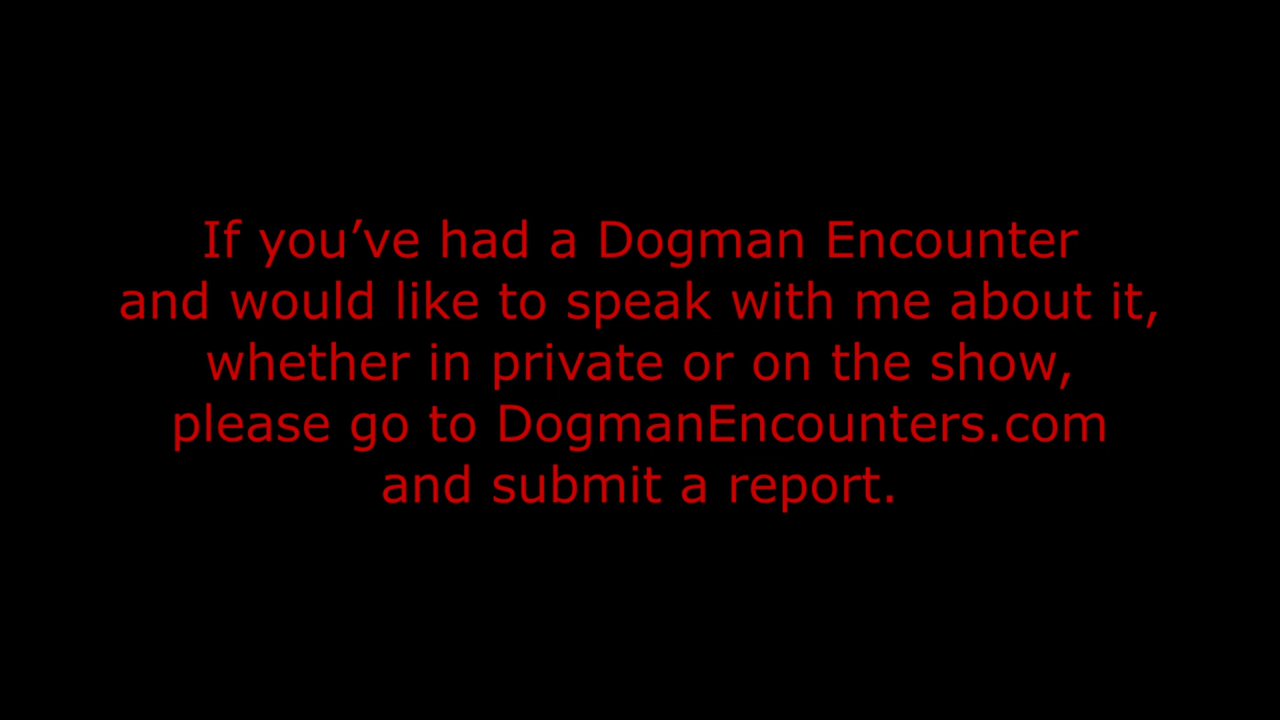 If you’ve had a Dogman Encounter
and would like to speak with me about it,
whether in private or on the show,
please go to DogmanEncounters.com
and submit a report.